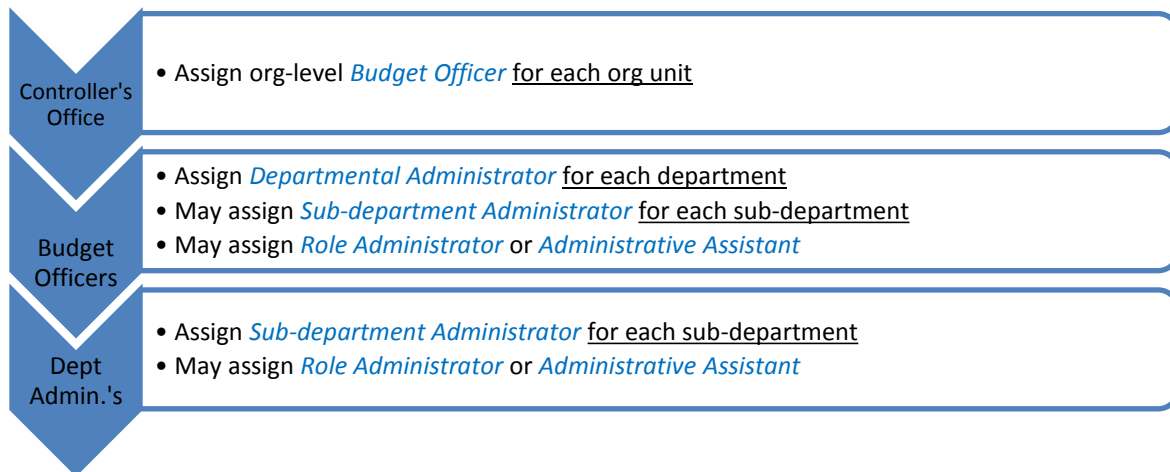 Controller's
Office
• Assign org-level Budget Officer for each org unit
Budget
Officers
• Assign Departmental Administrator for each department
• May assign Sub-department Administrator for each sub-department
• May assign Role Administrator or Administrative Assistant
Dept
Admin.'s
• Assign Sub-department Administrator for each sub-department
• May assign Role Administrator or Administrative Assistant